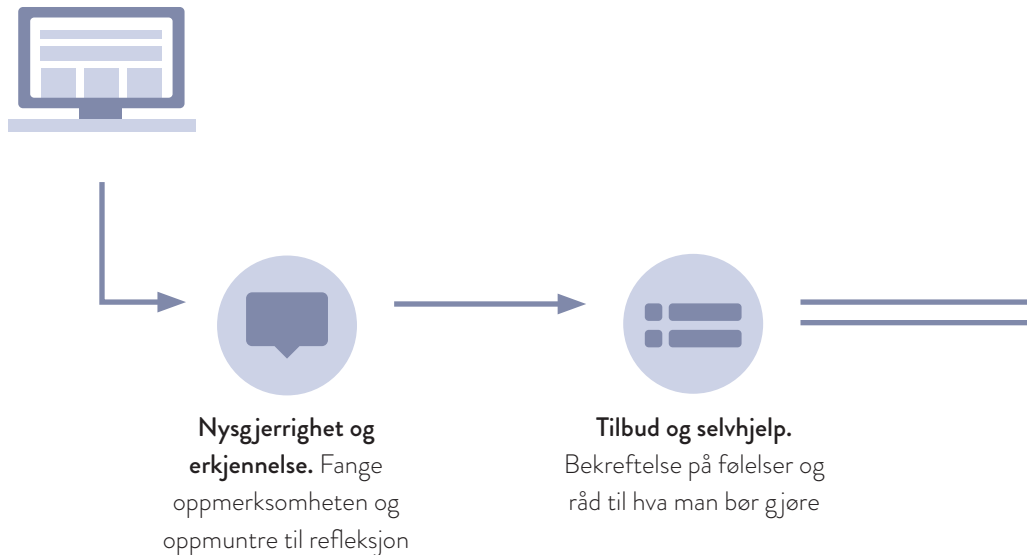 Nysgjerrighet og
erkjennelse. Fange
oppmerksomheten og
oppmuntre til refleksjon
Tilbud og selvhjelp.
Bekreftelse på følelser og
råd til hva man bør gjøre